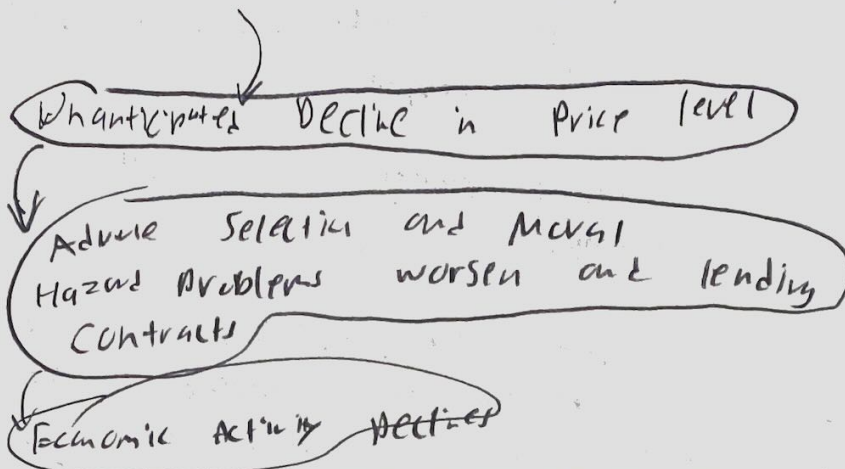 Unanticipated Decline in Price level
Adverse Selection and Moral
Hazard Problems worsen and lending
Contracts
Economic Activity Declines